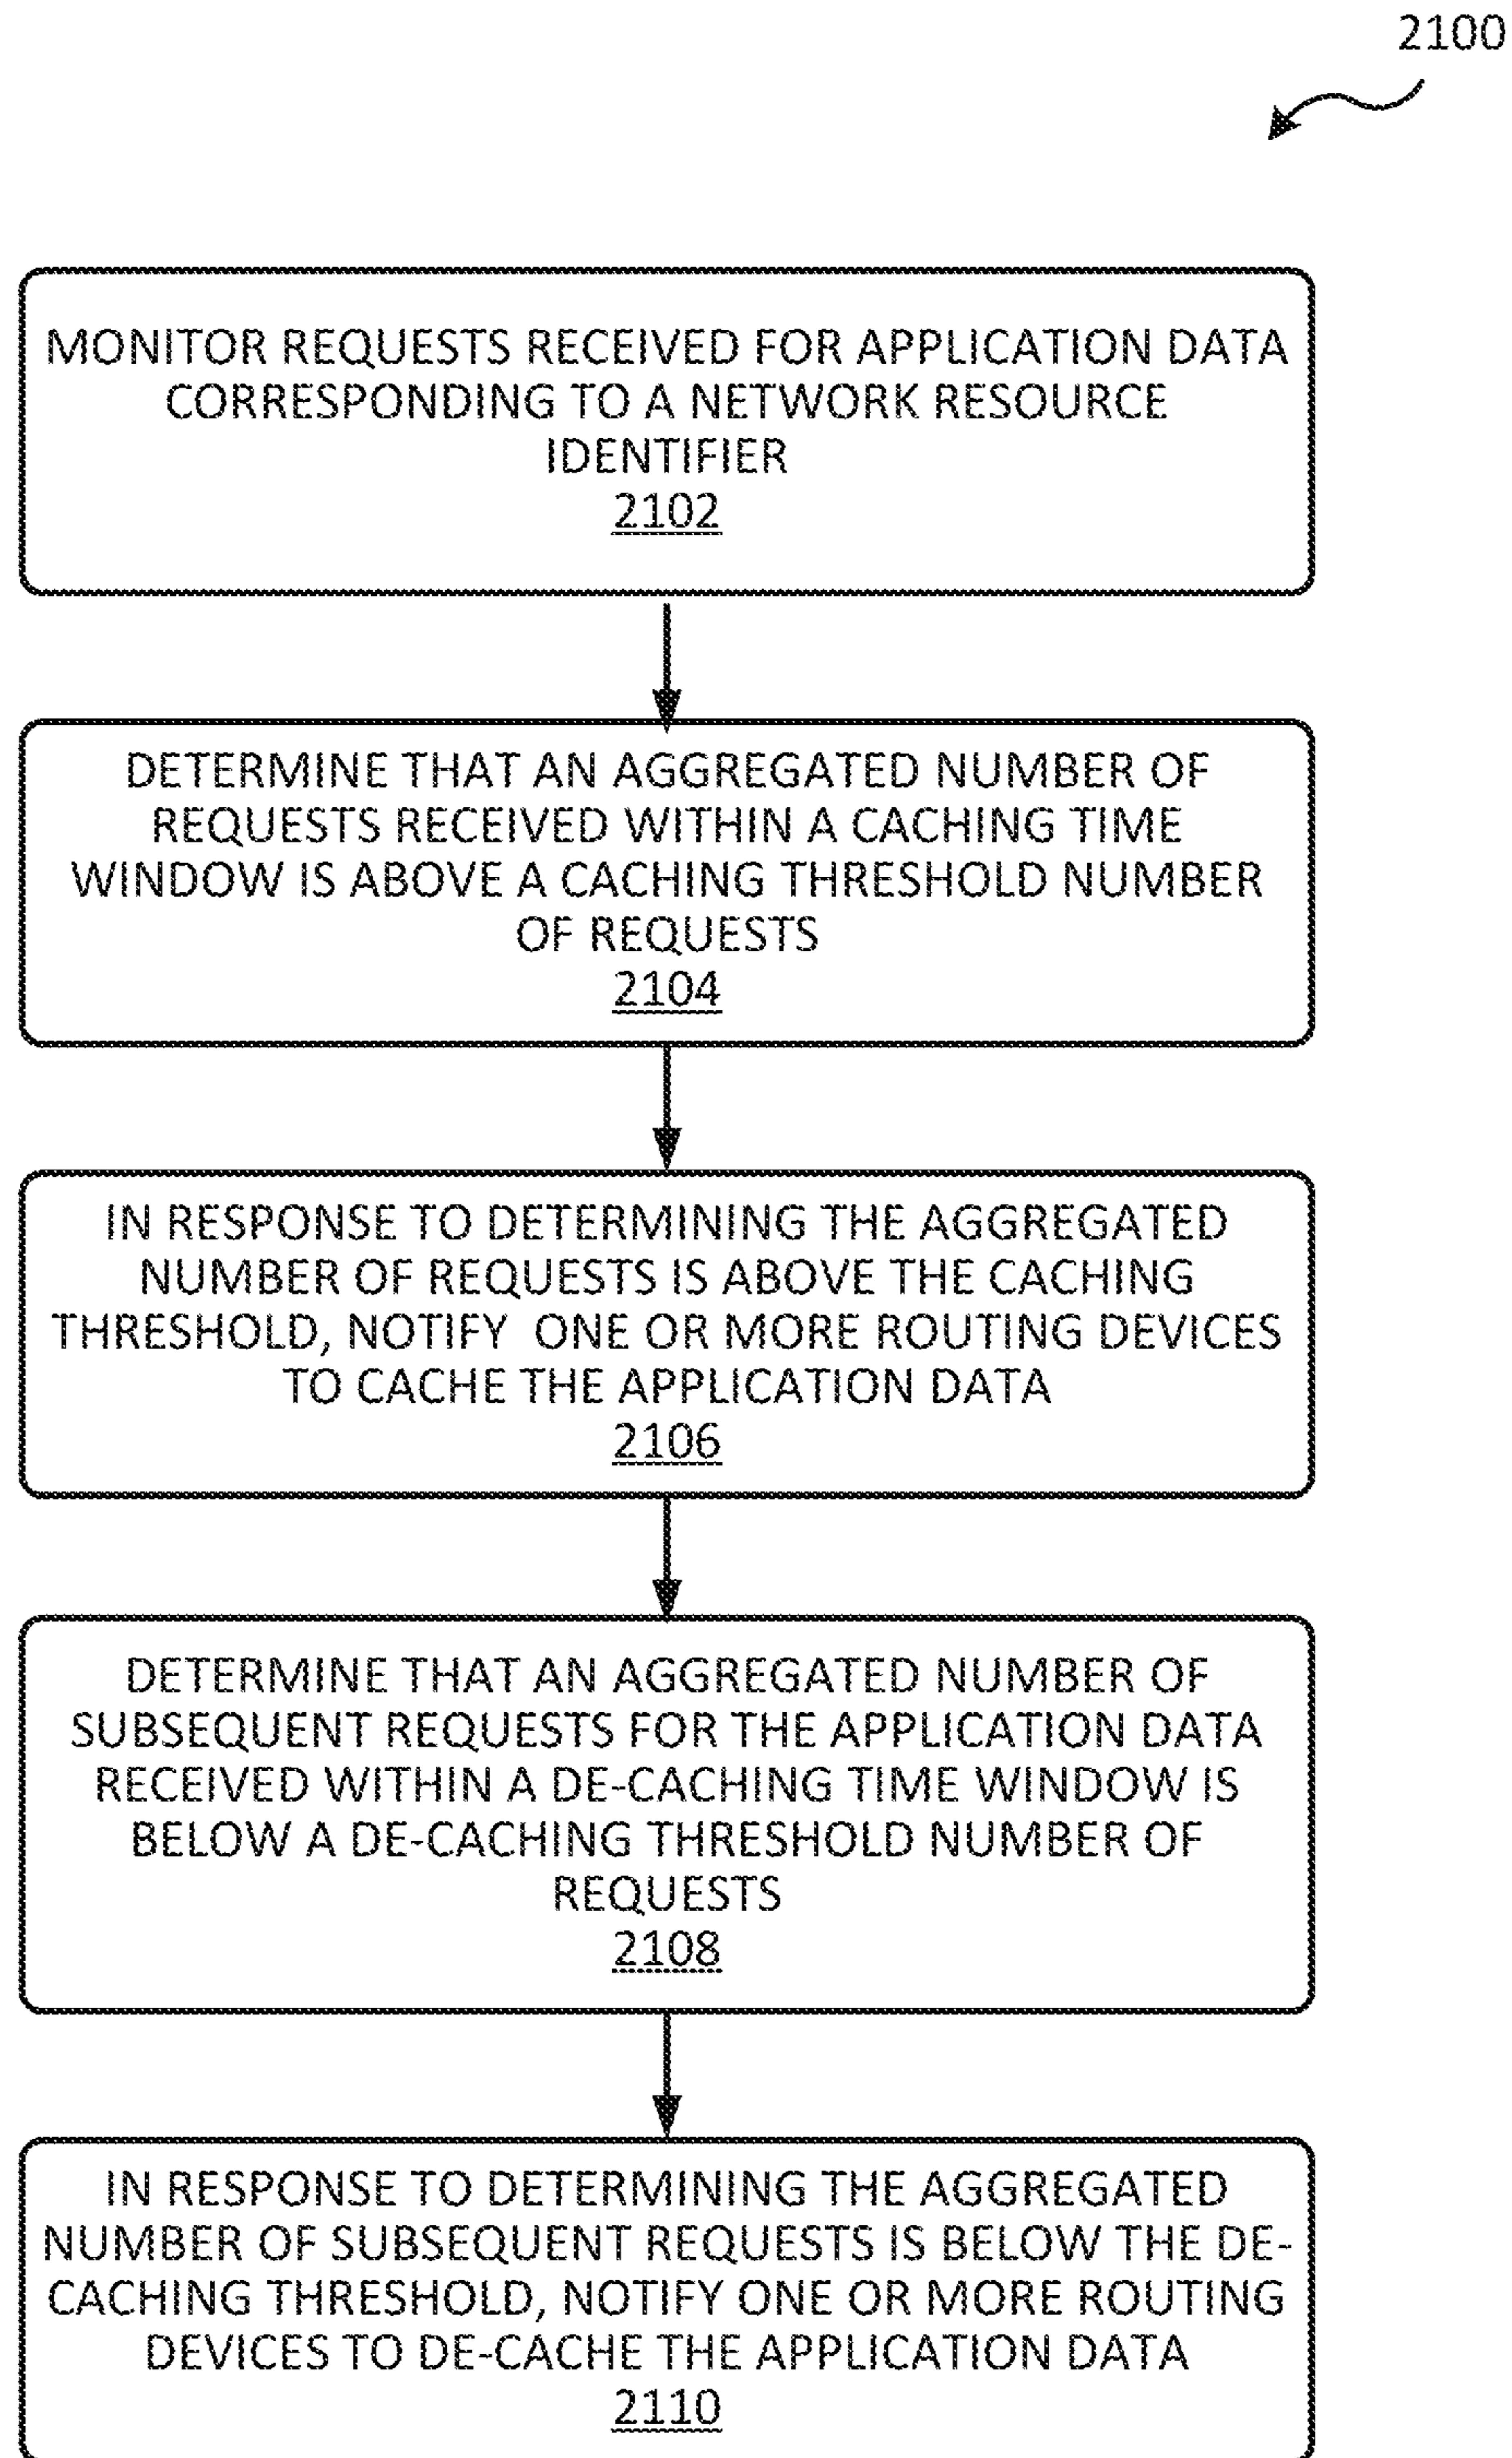 2100
MONITOR REQUESTS RECEIVED FOR APPLICATION DATA
CORRESPONDING TO A NETWORK RESOURCE
IDENTIFIER
2102
DETERMINE THAT AN AGGREGATED NUMBER OF
REQUESTS RECEIVED WITHIN A CACHING TIME
WINDOW IS ABOVE A CACHING THRESHOLD NUMBER
OF REQUESTS
2104
IN RESPONSE TO DETERMINING THE AGGREGATED
NUMBER OF REQUESTS IS ABOVE THE CACHING
THRESHOLD, NOTIFY ONE OR MORE ROUTING DEVICES
TO CACHE THE APPLICATION DATA
2106
DETERMINE THAT AN AGGREGATED NUMBER OF
SUBSEQUENT REQUESTS FOR THE APPLICATION DATA
RECEIVED WITHIN A DE-CACHING TIME WINDOW IS
BELOW A DE-CACHING THRESHOLD NUMBER OF
REQUESTS
2108
IN RESPONSE TO DETERMINING THE AGGREGATED
NUMBER OF SUBSEQUENT REQUESTS IS BELOW THE DE-
CACHING THRESHOLD, NOTIFY ONE OR MORE ROUTING
DEVICES TO DE-CACHE THE APPLICATION DATA
2110